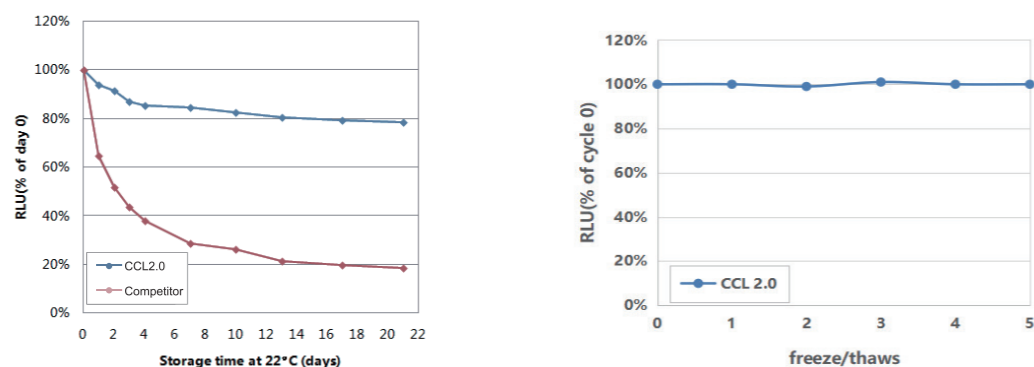 120%
100%
80%
60%
40%
20%
0%
RLU(% of day 0)
CCL2.0
Competitor
0 2 4 6 8 10 12 14 16 18 20 22
Storage time at 22°C (days)
120%
100%
80%
60%
40%
20%
0%
RLU(% of cycle 0)
CCL 2.0
0 1 2 3 4 5
freeze/thaws